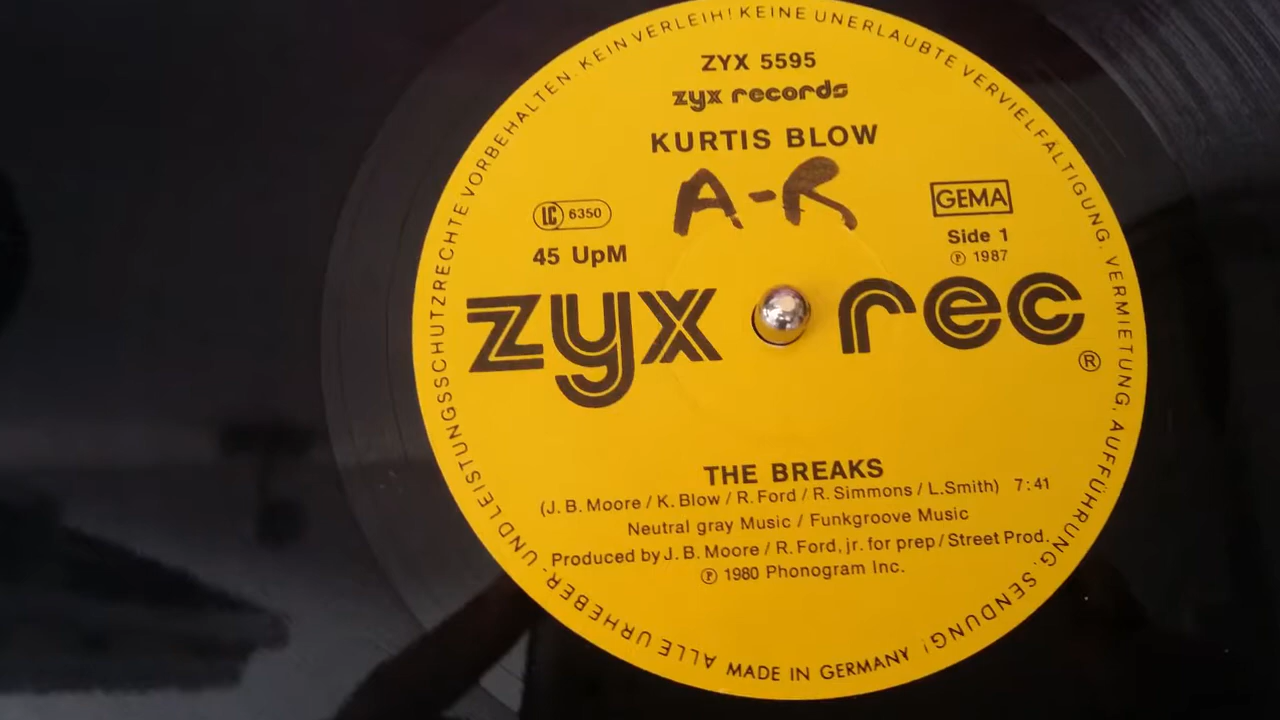 ZYX 5595
zyx records
KURTIS BLOW
A-R
LC 6350
GEMA
45 UpM
Side 1
℗ 1987
zyx rec
®
THE BREAKS
(J. B. Moore / K. Blow / R. Ford / R. Simmons / L. Smith) 7:41
Neutral gray Music / Funkgroove Music
Produced by J. B. Moore / R. Ford, jr. for prep / Street Prod.
℗ 1980 Phonogram Inc.
ALLE URHEBER- UND LEISTUNGSSCHUTZRECHTE VORBEHALTEN. KEIN VERLEIH! KEINE UNERLAUBTE VERVIELFÄLTIGUNG, VERMIETUNG, AUFFÜHRUNG, SENDUNG!
MADE IN GERMANY